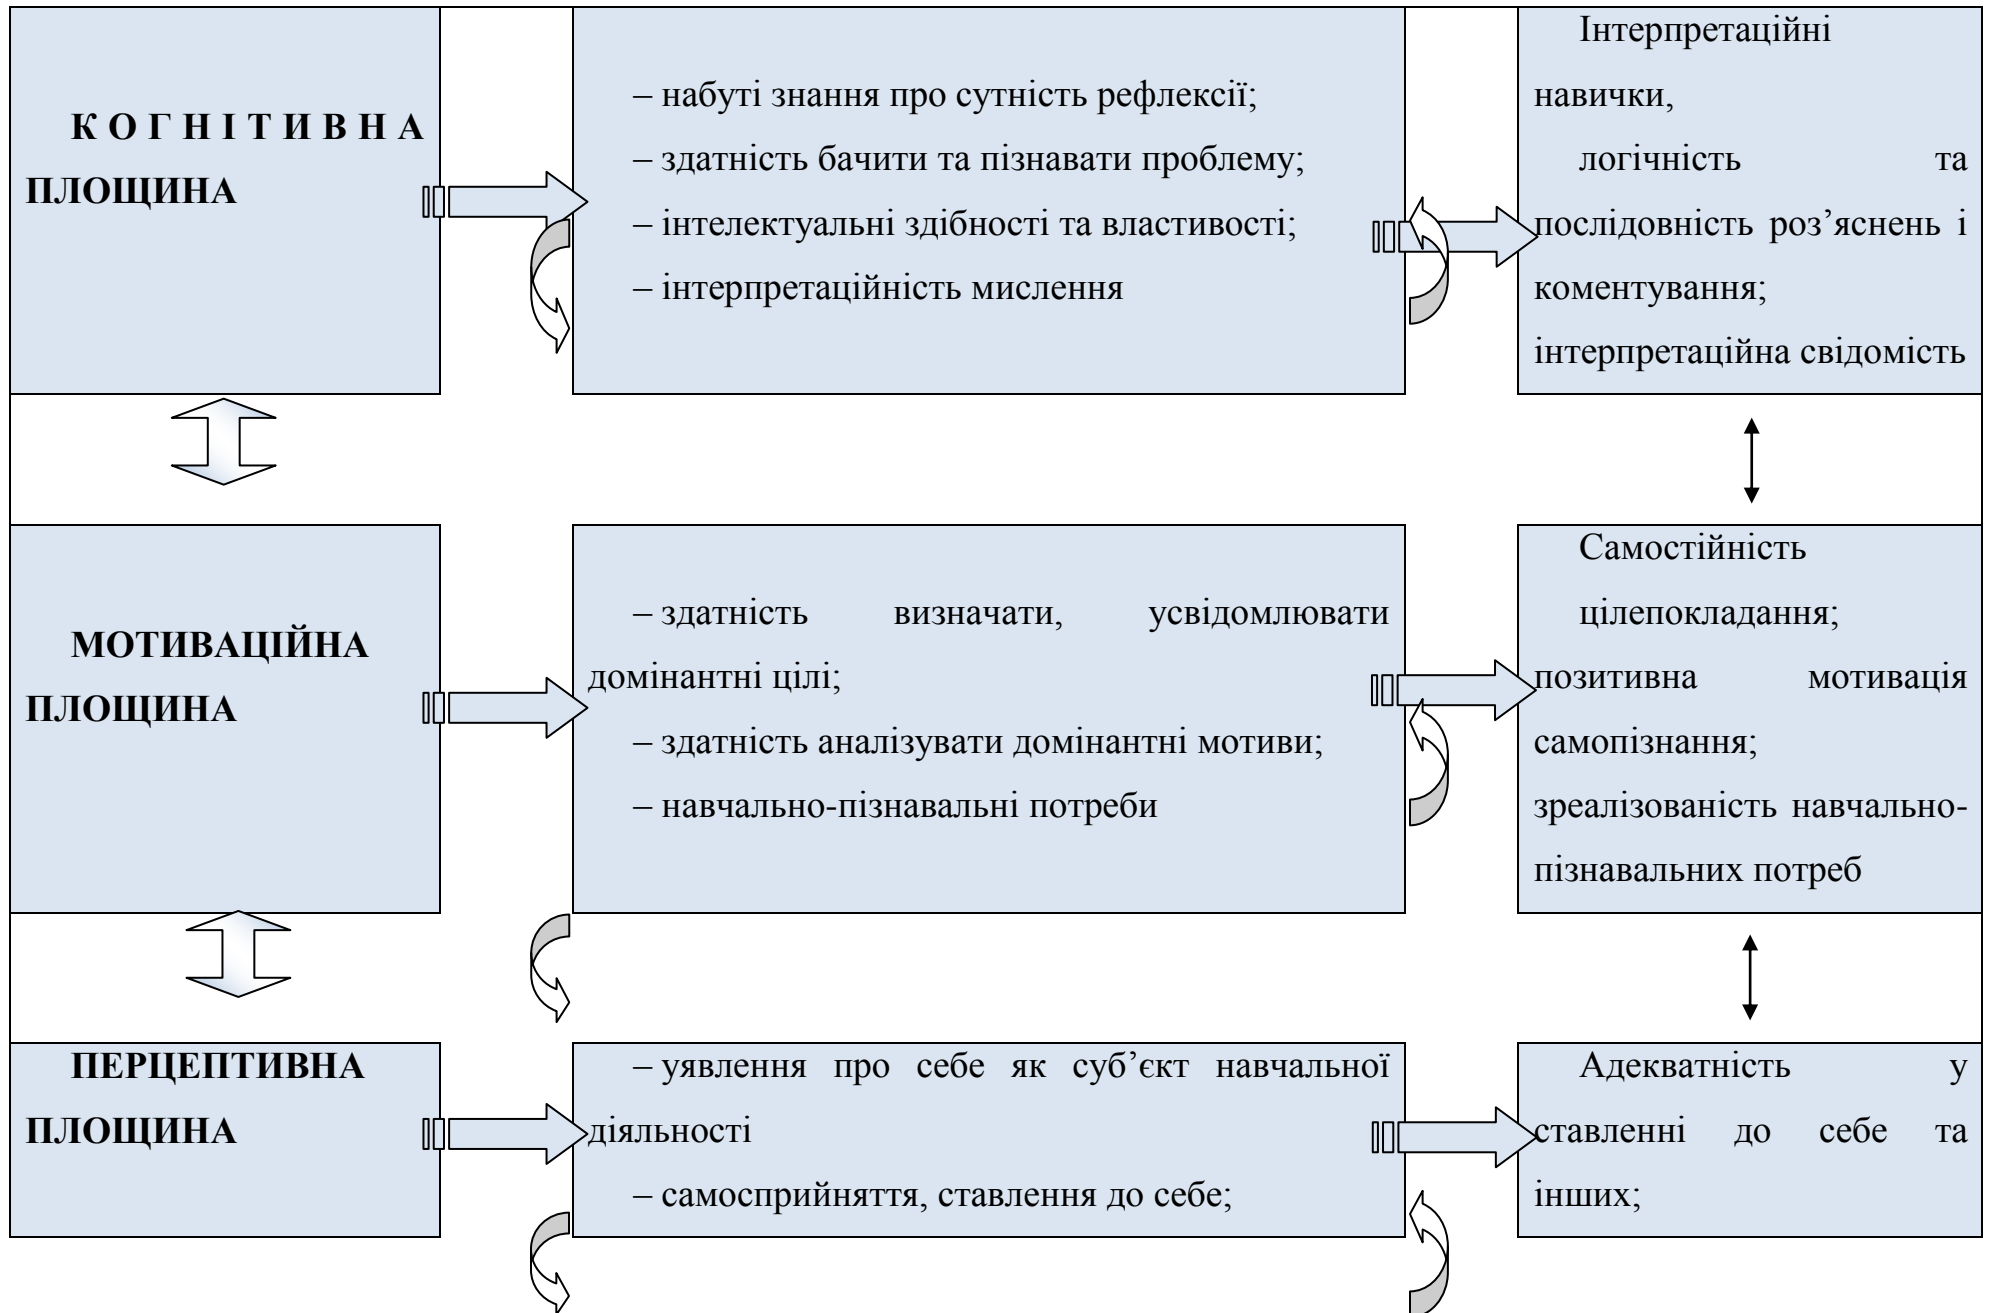 КОГНІТИВНА
ПЛОЩИНА
– набуті знання про сутність рефлексії;
– здатність бачити та пізнавати проблему;
– інтелектуальні здібності та властивості;
– інтерпретаційність мислення
Інтерпретаційні
навички,
логічність та
послідовність роз’яснень і
коментування;
інтерпретаційна свідомість
МОТИВАЦІЙНА
ПЛОЩИНА
– здатність визначати, усвідомлювати
домінантні цілі;
– здатність аналізувати домінантні мотиви;
– навчально-пізнавальні потреби
Самостійність
цілепокладання;
позитивна мотивація
самопізнання;
зреалізованість навчально-
пізнавальних потреб
ПЕРЦЕПТИВНА
ПЛОЩИНА
– уявлення про себе як суб’єкт навчальної
діяльності
– самосприйняття, ставлення до себе;
Адекватність у
ставленні до себе та
інших;